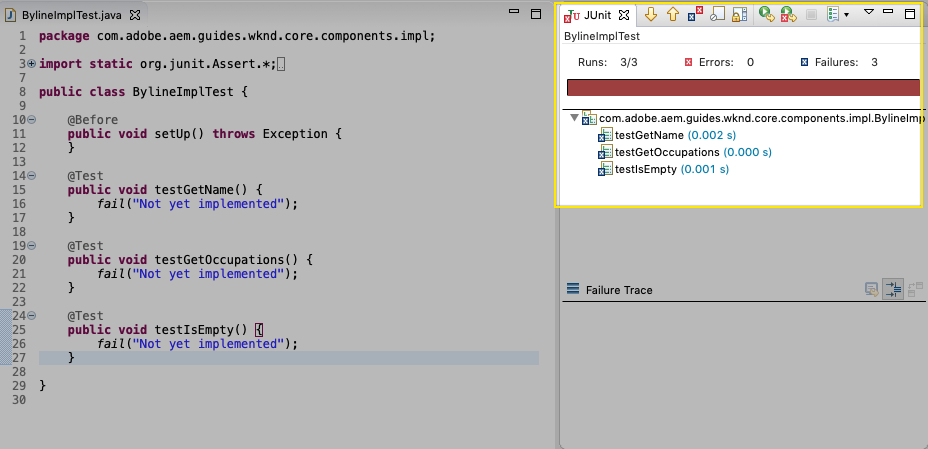 BylineImplTest.java
1 package com.adobe.aem.guides.wknd.core.components.impl;
2
3 import static org.junit.Assert.*;
7
8 public class BylineImplTest {
9
10 @Before
11 public void setUp() throws Exception {
12 }
13
14 @Test
15 public void testGetName() {
16 fail("Not yet implemented");
17 }
18
19 @Test
20 public void testGetOccupations() {
21 fail("Not yet implemented");
22 }
23
24 @Test
25 public void testIsEmpty() {
26 fail("Not yet implemented");
27 }
28
29 }
30
JUnit
BylineImplTest
Runs: 3/3 Errors: 0 Failures: 3
com.adobe.aem.guides.wknd.core.components.impl.BylineImp
testGetName (0.002 s)
testGetOccupations (0.000 s)
testIsEmpty (0.001 s)
Failure Trace